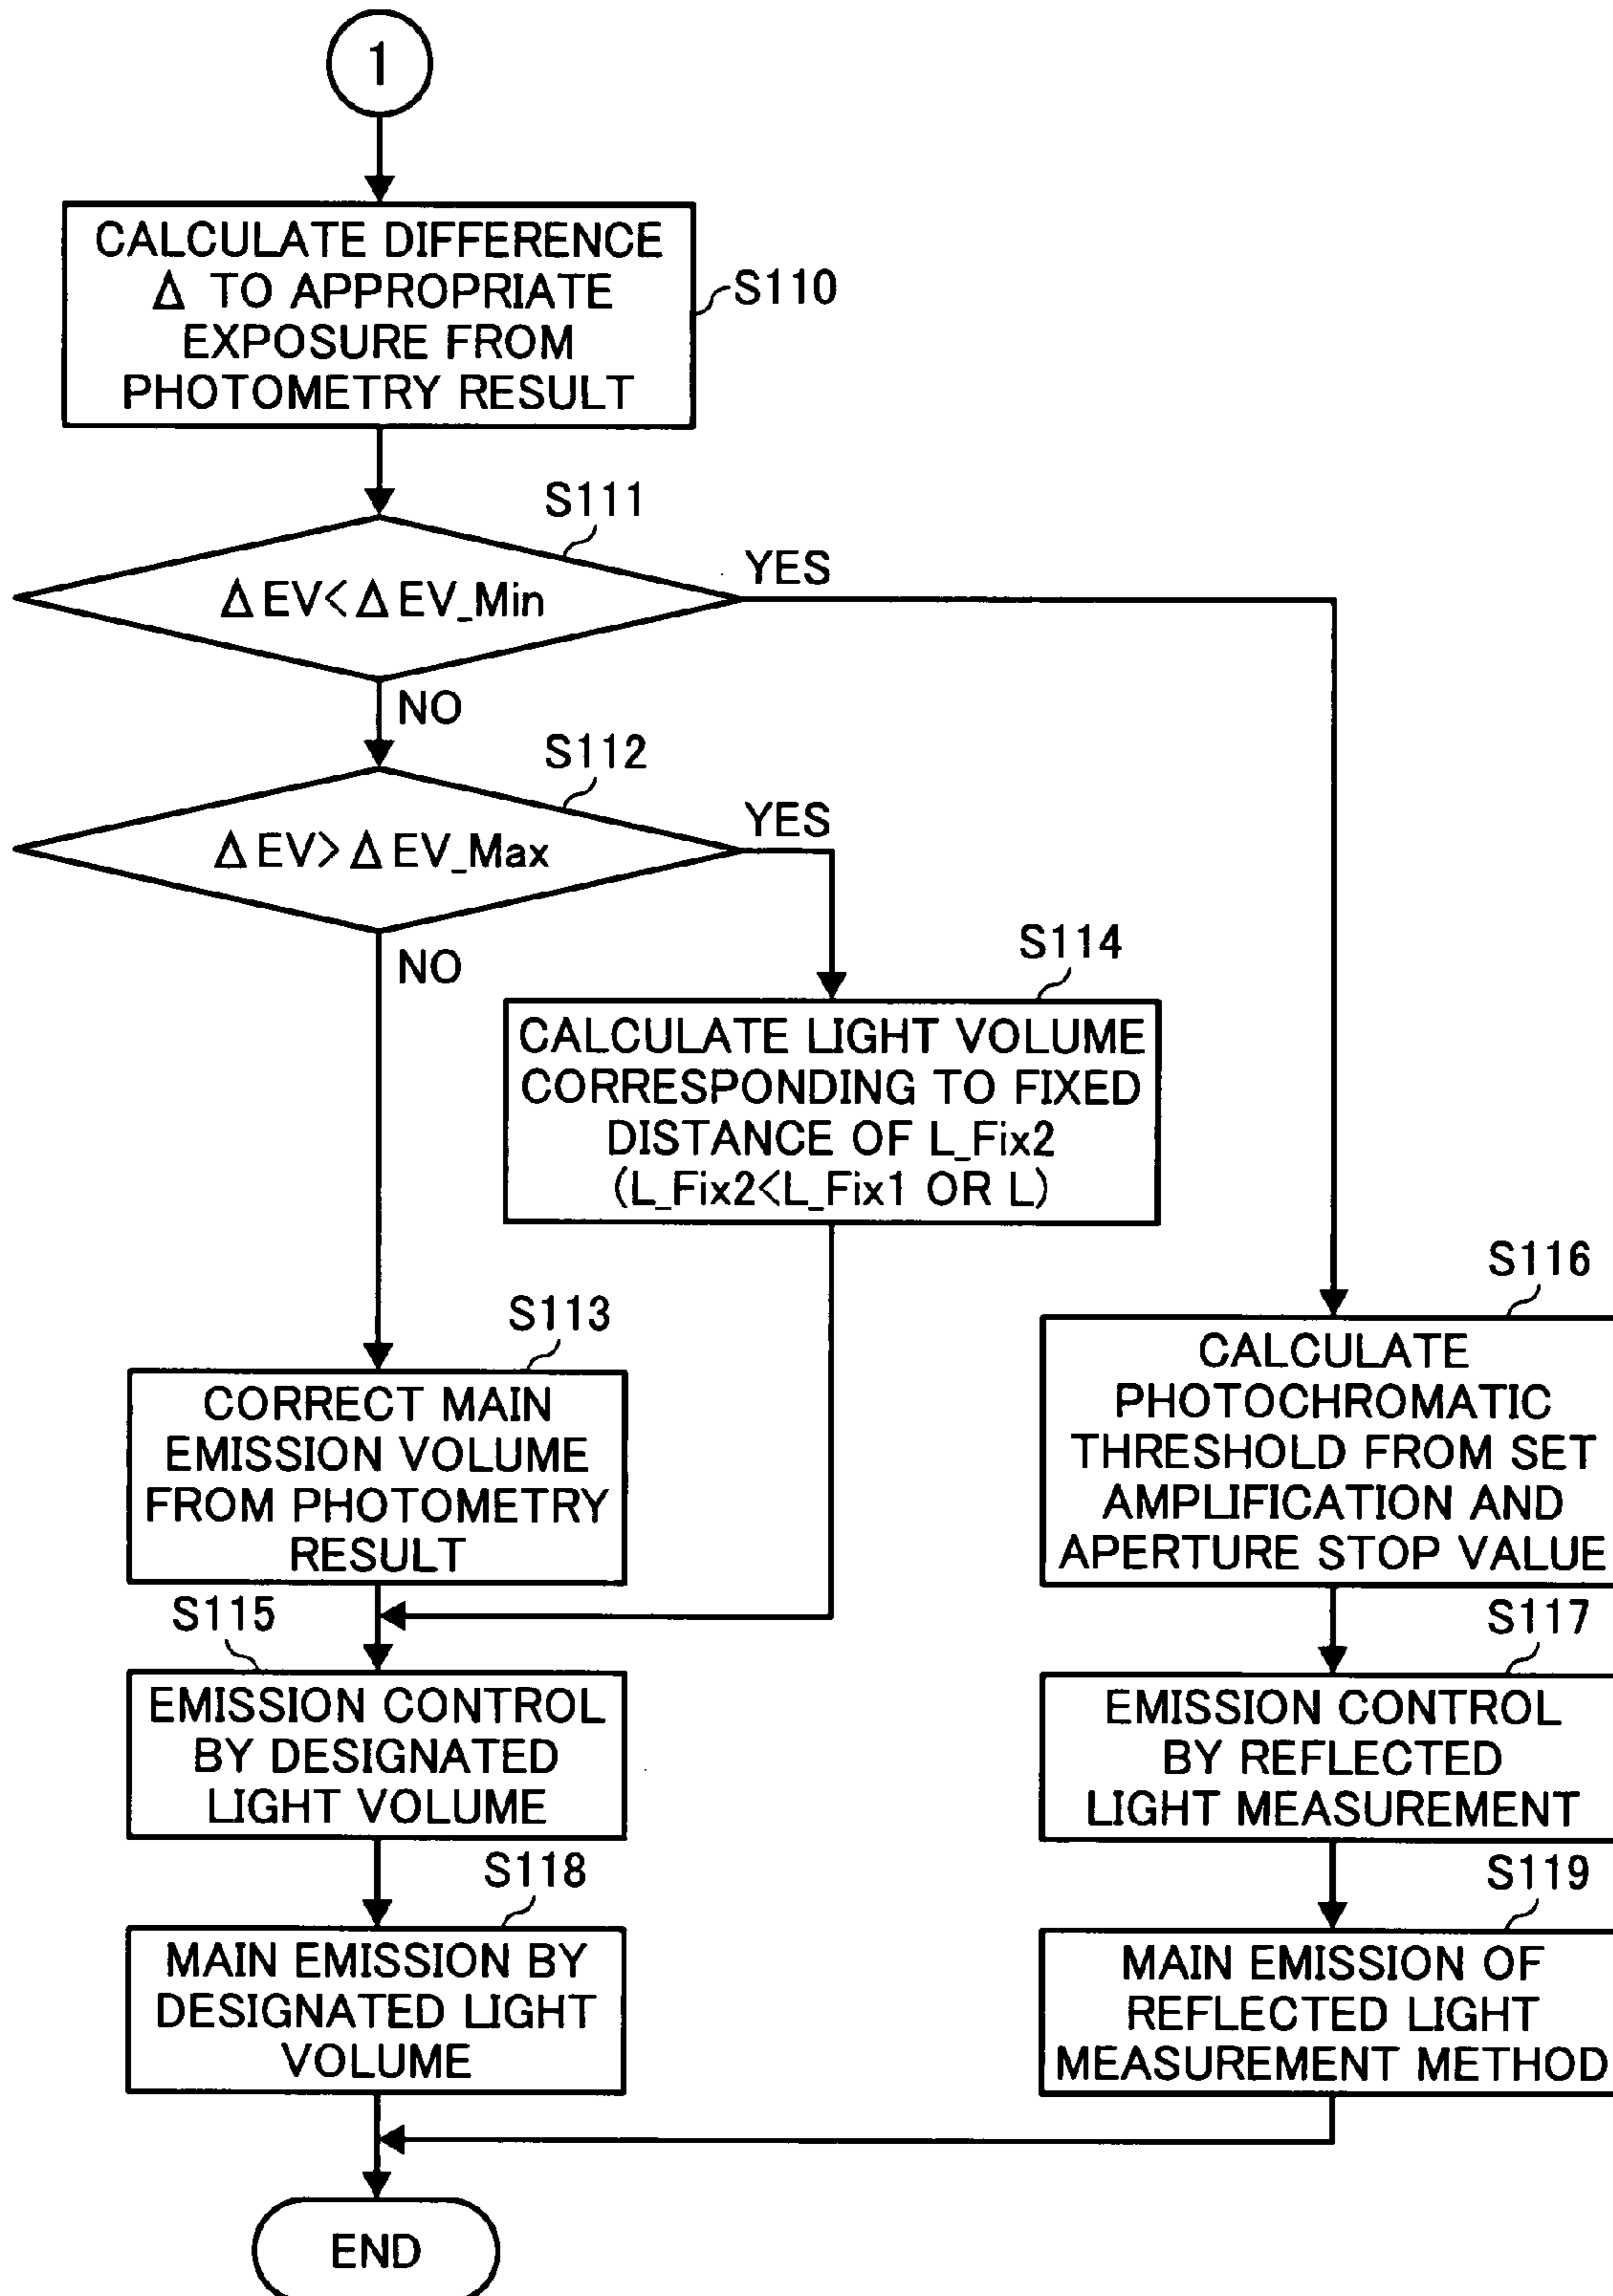 1
CALCULATE DIFFERENCE
Δ TO APPROPRIATE
EXPOSURE FROM
PHOTOMETRY RESULT
S110
S111
ΔEV<ΔEV_Min
YES
NO
S112
ΔEV>ΔEV_Max
YES
NO
S114
CALCULATE LIGHT VOLUME
CORRESPONDING TO FIXED
DISTANCE OF L_Fix2
(L_Fix2<L_Fix1 OR L)
S113
CORRECT MAIN
EMISSION VOLUME
FROM PHOTOMETRY
RESULT
S116
CALCULATE
PHOTOCHROMATIC
THRESHOLD FROM SET
AMPLIFICATION AND
APERTURE STOP VALUE
S115
EMISSION CONTROL
BY DESIGNATED
LIGHT VOLUME
S117
EMISSION CONTROL
BY REFLECTED
LIGHT MEASUREMENT
S118
MAIN EMISSION BY
DESIGNATED LIGHT
VOLUME
S119
MAIN EMISSION OF
REFLECTED LIGHT
MEASUREMENT METHOD
END